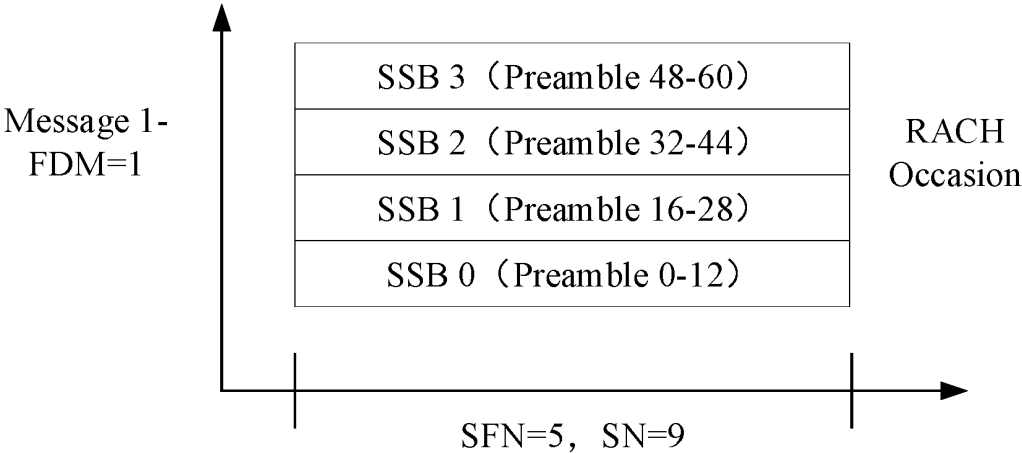 Message 1-
FDM=1
SSB 3（Preamble 48-60）
SSB 2（Preamble 32-44）
SSB 1（Preamble 16-28）
SSB 0（Preamble 0-12）
RACH
Occasion
SFN=5，SN=9